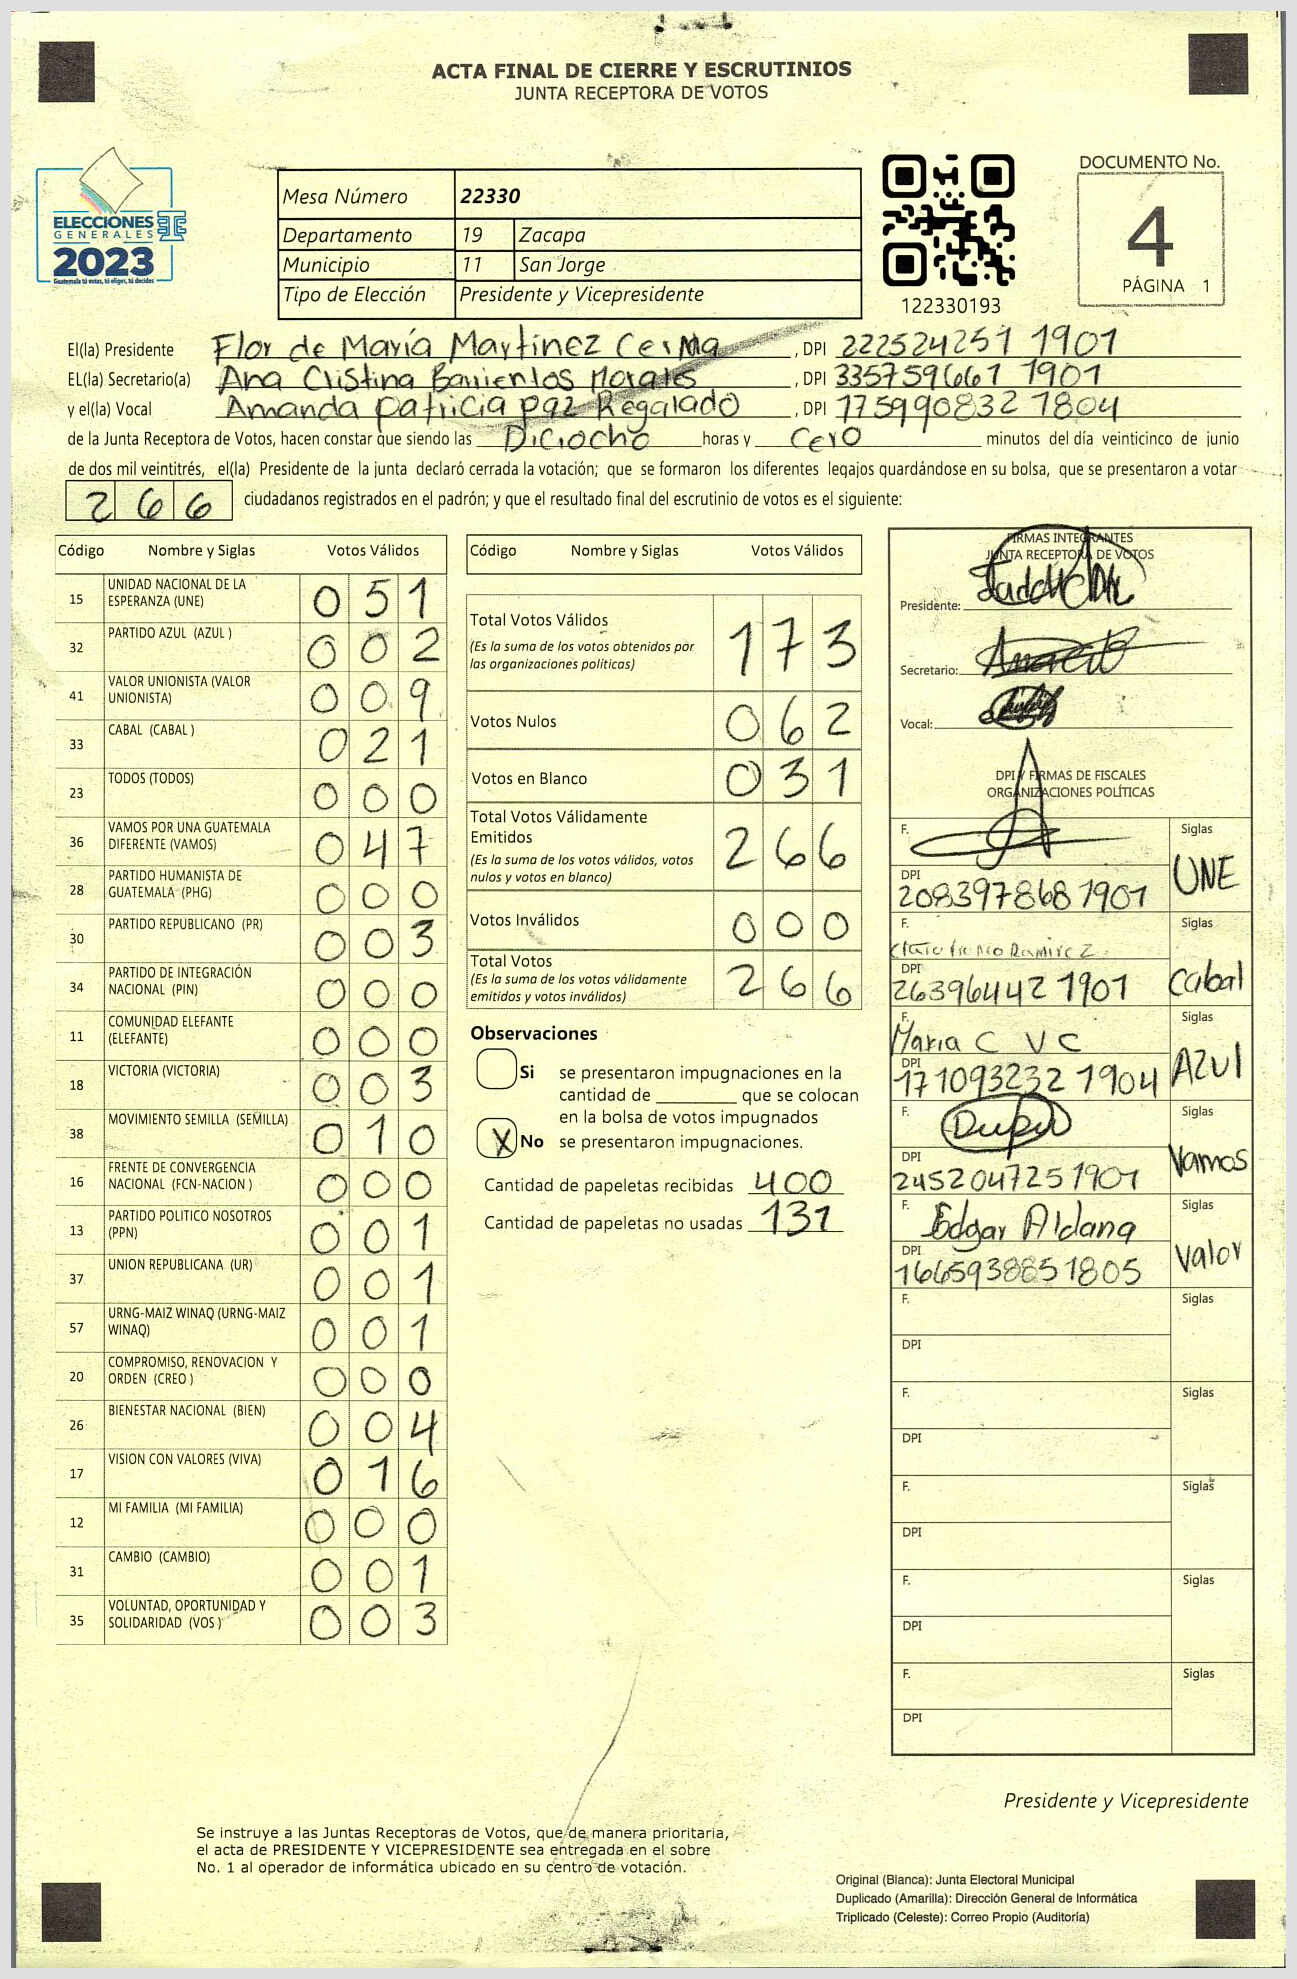 ACTA FINAL DE CIERRE Y ESCRUTINIOS
JUNTA RECEPTORA DE VOTOS
ELECCIONES
GENERALES
2023
Guatemala tú votas, tú eliges, tú decides
Mesa Número 22330
Departamento 19 Zacapa
Municipio 11 San Jorge
Tipo de Elección Presidente y Vicepresidente
122330193
DOCUMENTO No.
4
PÁGINA 1
El(la) Presidente Flor de María Martínez Cerna, DPI 222524251 1901
EL(la) Secretario(a) Ana Cristina Barrientos Morales, DPI 335759661 1901
y el(la) Vocal Amanda Patricia Paz Regalado, DPI 175990832 1804
de la Junta Receptora de Votos, hacen constar que siendo las Diciocho horas y Cero minutos del día veinticinco de junio
de dos mil veintitrés, el(la) Presidente de la junta declaró cerrada la votación; que se formaron los diferentes legajos quardándose en su bolsa, que se presentaron a votar
266 ciudadanos registrados en el padrón; y que el resultado final del escrutinio de votos es el siguiente:
Código Nombre y Siglas Votos Válidos
15 UNIDAD NACIONAL DE LA ESPERANZA (UNE) 051
32 PARTIDO AZUL (AZUL ) 002
41 VALOR UNIONISTA (VALOR UNIONISTA) 009
33 CABAL (CABAL ) 021
23 TODOS (TODOS) 000
36 VAMOS POR UNA GUATEMALA DIFERENTE (VAMOS) 047
28 PARTIDO HUMANISTA DE GUATEMALA (PHG) 000
30 PARTIDO REPUBLICANO (PR) 003
34 PARTIDO DE INTEGRACIÓN NACIONAL (PIN) 000
11 COMUNIDAD ELEFANTE (ELEFANTE) 000
18 VICTORIA (VICTORIA) 003
38 MOVIMIENTO SEMILLA (SEMILLA) 010
16 FRENTE DE CONVERGENCIA NACIONAL (FCN-NACION ) 000
13 PARTIDO POLITICO NOSOTROS (PPN) 001
37 UNION REPUBLICANA (UR) 001
57 URNG-MAIZ WINAQ (URNG-MAIZ WINAQ) 001
20 COMPROMISO, RENOVACION Y ORDEN (CREO ) 000
26 BIENESTAR NACIONAL (BIEN) 004
17 VISION CON VALORES (VIVA) 016
12 MI FAMILIA (MI FAMILIA) 000
31 CAMBIO (CAMBIO) 001
35 VOLUNTAD, OPORTUNIDAD Y SOLIDARIDAD (VOS ) 003
Código Nombre y Siglas Votos Válidos
Total Votos Válidos 173
(Es la suma de los votos obtenidos por
las organizaciones políticas)
Votos Nulos 062
Votos en Blanco 031
Total Votos Válidamente
Emitidos 266
(Es la suma de los votos válidos, votos
nulos y votos en blanco)
Votos Inválidos 000
Total Votos 266
(Es la suma de los votos válidamente
emitidos y votos inválidos)
Observaciones
Si se presentaron impugnaciones en la
cantidad de ________ que se colocan
en la bolsa de votos impugnados
X No se presentaron impugnaciones.
Cantidad de papeletas recibidas 400
Cantidad de papeletas no usadas 131
FIRMAS INTEGRANTES
JUNTA RECEPTORA DE VOTOS
Presidente:
Secretario:
Vocal:
DPI Y FIRMAS DE FISCALES
ORGANIZACIONES POLÍTICAS
F. Siglas
DPI 208397868 1901 UNE
F. Siglas
Ramirez
DPI 263964427 1901 Cabal
F. Maria C V C Siglas
DPI 171093232 1904 AZUl
F. Siglas
DPI 245204725 1901 Vamos
F. Edgar Aldana Siglas
DPI 166593885 1805 Valor
F. Siglas
DPI
F. Siglas
DPI
F. Siglas
DPI
F. Siglas
DPI
F. Siglas
DPI
Presidente y Vicepresidente
Se instruye a las Juntas Receptoras de Votos, que de manera prioritaria,
el acta de PRESIDENTE Y VICEPRESIDENTE sea entregada en el sobre
No. 1 al operador de informática ubicado en su centro de votación.
Original (Blanca): Junta Electoral Municipal
Duplicado (Amarilla): Dirección General de Informática
Triplicado (Celeste): Correo Propio (Auditoría)